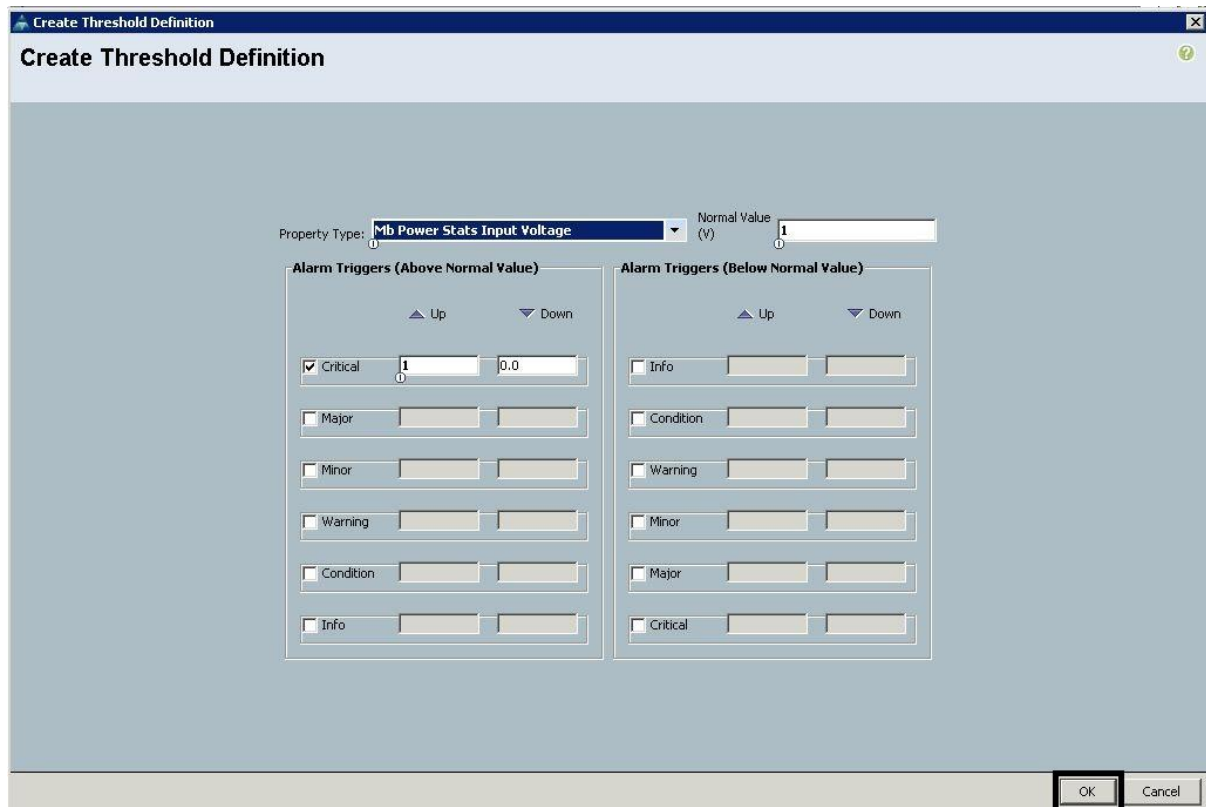 Create Threshold Definition
Create Threshold Definition
Property Type: Mb Power Stats Input Voltage
Normal Value
(V) 1
Alarm Triggers (Above Normal Value)
Up Down
Critical 1 0.0
Major
Minor
Warning
Condition
Info
Alarm Triggers (Below Normal Value)
Up Down
Info
Condition
Warning
Minor
Major
Critical
OK Cancel